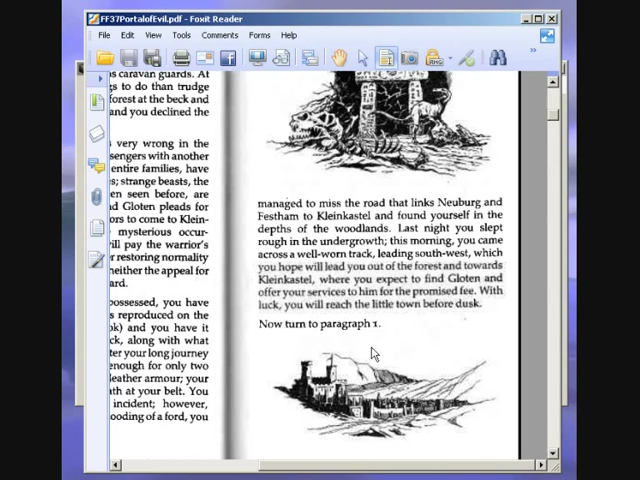 FF37PortalofEvil.pdf - Foxit Reader
File Edit View Tools Comments Forms Help
s caravan guards. At
gs to do than trudge
forest at the beck and
and you declined the
very wrong in the
sengers with another
entire families, have
s; strange beasts, the
en seen before, are
d Gloten pleads for
ors to come to Klein-
mysterious occur-
ill pay the warrior's
r restoring normality
neither the appeal for
ard.
possessed, you have
s reproduced on the
ok) and you have it
ck, along with what
ter your long journey
enough for only two
leather armour; your
th at your belt. You
incident; however,
ooding of a ford, you
managed to miss the road that links Neuburg and
Festham to Kleinkastel and found yourself in the
depths of the woodlands. Last night you slept
rough in the undergrowth; this morning, you came
across a well-worn track, leading south-west, which
you hope will lead you out of the forest and towards
Kleinkastel, where you expect to find Gloten and
offer your services to him for the promised fee. With
luck, you will reach the little town before dusk.
Now turn to paragraph 1.